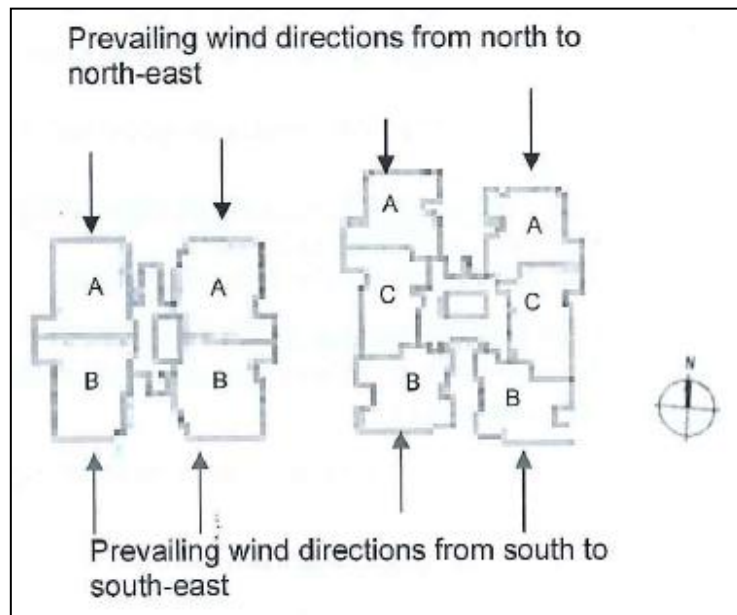 Prevailing wind directions from north to
north-east
A
A
A
A
C
C
B
B
B
B
N
Prevailing wind directions from south to
south-east